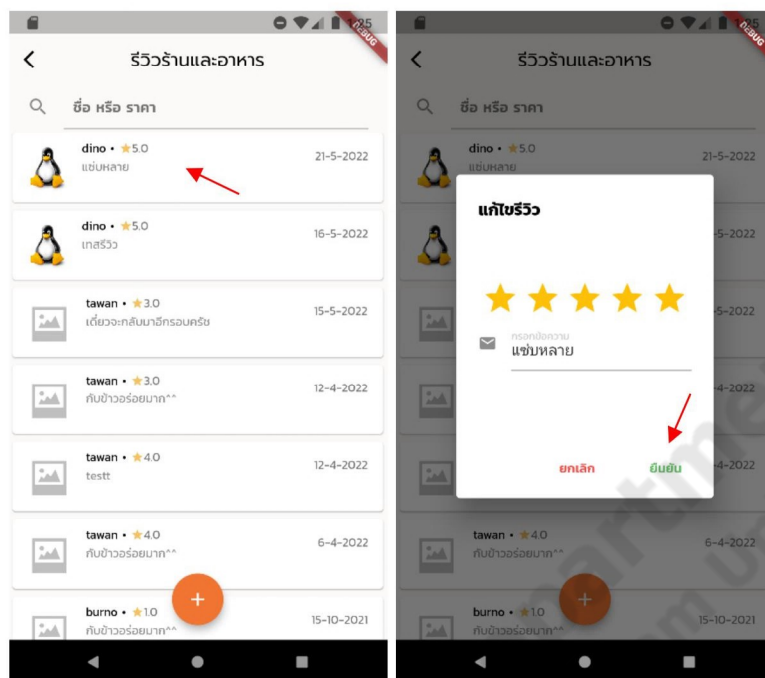 1:25
DEBUG
รีวิวร้านและอาหาร
ชื่อ หรือ ราคา
dino • ★5.0
21-5-2022
แซ่บหลาย
dino • ★5.0
16-5-2022
เทสรีวิว
tawan • ★3.0
15-5-2022
เดี๋ยวจะกลับมาอีกรอบครัช
tawan • ★3.0
12-4-2022
กับข้าวอร่อยมาก^^
tawan • ★4.0
12-4-2022
testt
tawan • ★4.0
6-4-2022
กับข้าวอร่อยมาก^^
burno • ★1.0
15-10-2021
กับข้าวอร่อยมาก^^
+
1:25
DEBUG
รีวิวร้านและอาหาร
ชื่อ หรือ ราคา
dino • ★5.0
21-5-2022
แซ่บหลาย
-5-2022
แก้ไขรีวิว
-5-2022
กรอกข้อความ
แซ่บหลาย
-4-2022
ยกเลิก
ยืนยัน
-4-2022
tawan • ★4.0
6-4-2022
กับข้าวอร่อยมาก^^
burno • ★1.0
15-10-2021
กับข้าวอร่อยมาก^^
+